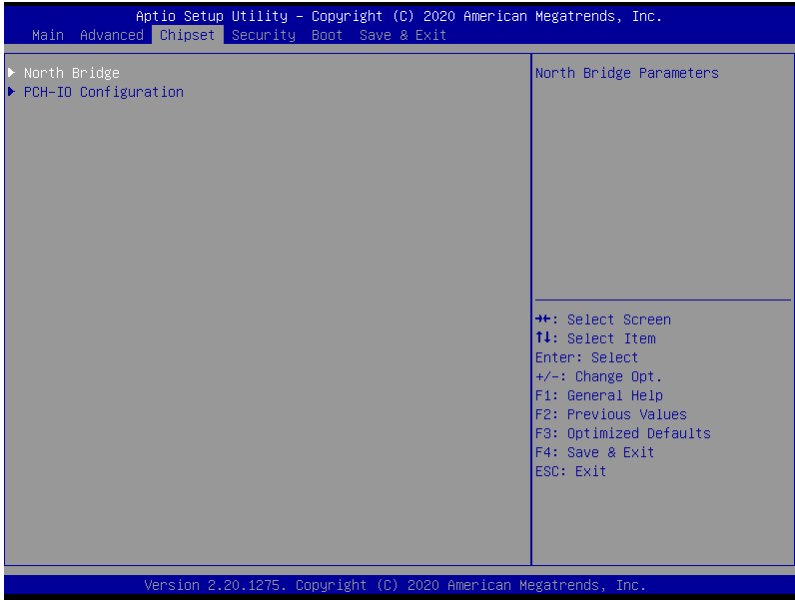 Aptio Setup Utility – Copyright (C) 2020 American Megatrends, Inc.
Main Advanced Chipset Security Boot Save & Exit
North Bridge
PCH-IO Configuration
North Bridge Parameters
→←: Select Screen
↑↓: Select Item
Enter: Select
+/-: Change Opt.
F1: General Help
F2: Previous Values
F3: Optimized Defaults
F4: Save & Exit
ESC: Exit
Version 2.20.1275. Copyright (C) 2020 American Megatrends, Inc.